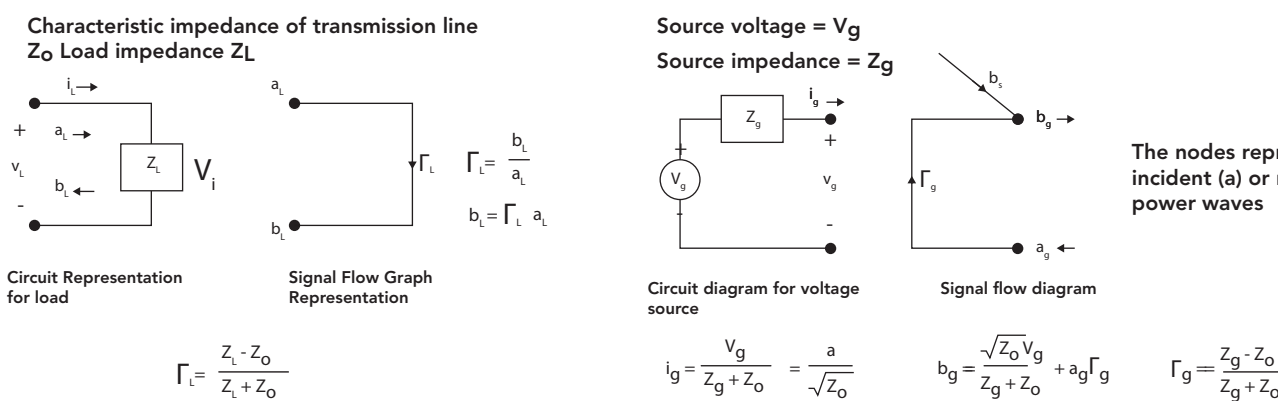 Characteristic impedance of transmission line
Zo Load impedance ZL
iL→
+
aL →
vL
bL ←
-
ZL
Vi
aL
ΓL
bL
ΓL= bL/aL
bL= ΓL aL
Circuit Representation
for load
Signal Flow Graph
Representation
ΓL= ZL - Zo / ZL + Zo
Source voltage = Vg
Source impedance = Zg
ig →
Zg
+
Vg
-
+
vg
-
bs
bg →
Γg
ag ←
The nodes
incident (a) or
power waves
Circuit diagram for voltage
source
Signal flow diagram
ig = Vg / Zg + Zo = a / √Zo
bg = √Zo Vg / Zg + Zo + agΓg
Γg = Zg - Zo / Zg + Zo